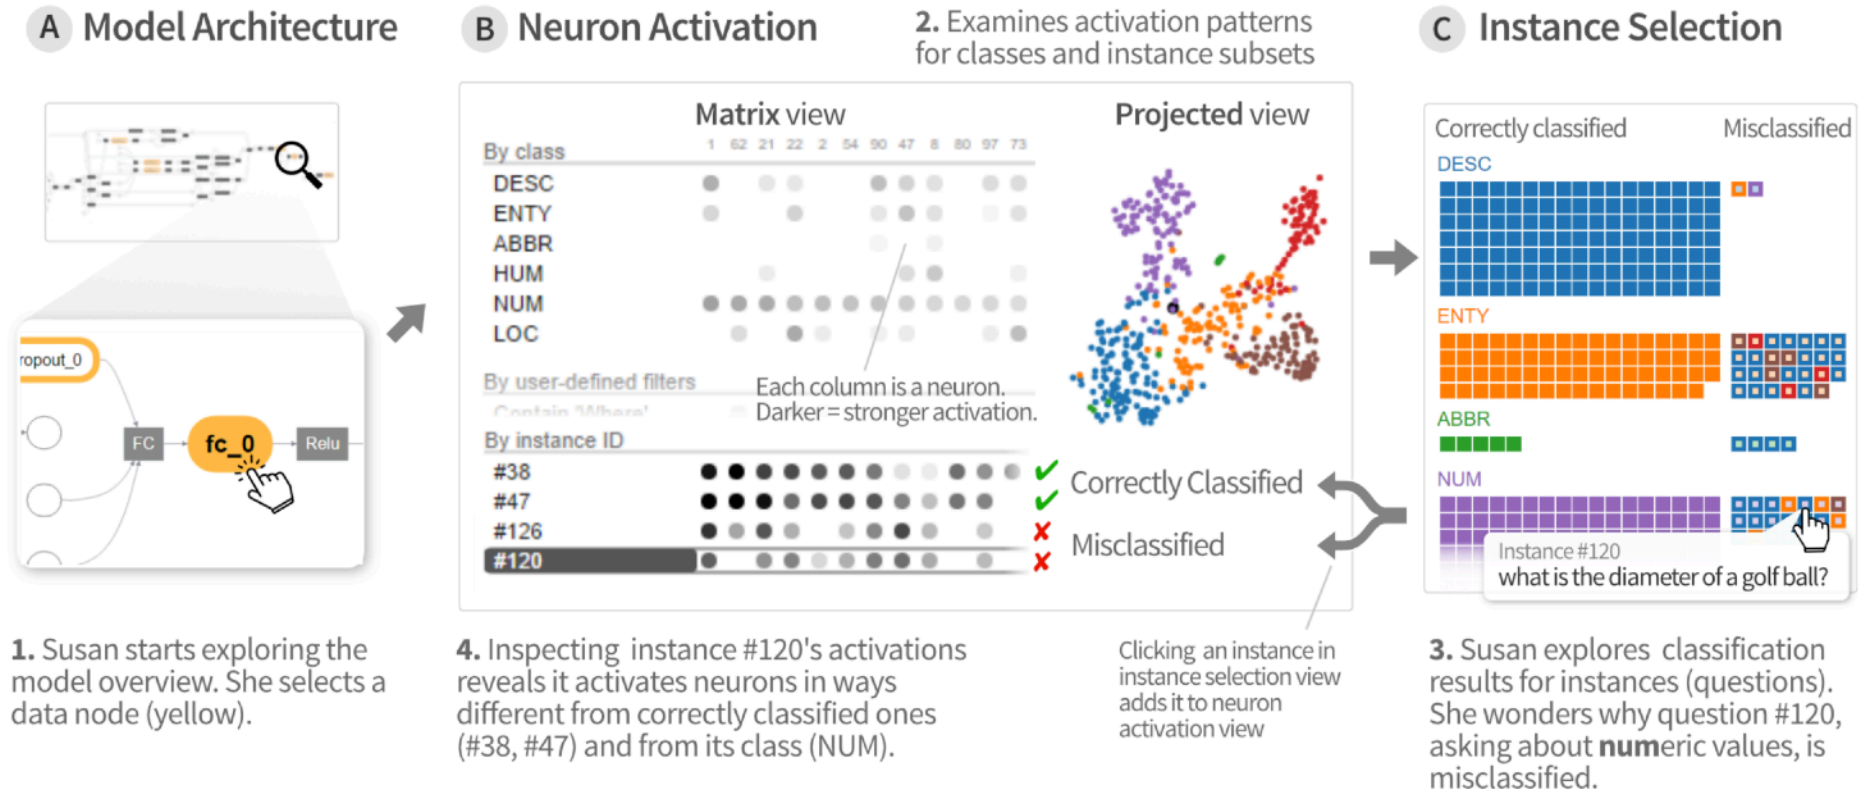 A Model Architecture
B Neuron Activation
2. Examines activation patterns
for classes and instance subsets
C Instance Selection
Matrix view
Projected view
By class
1 62 21 22 2 54 90 47 8 80 97 73
DESC
ENTY
ABBR
HUM
NUM
LOC
By user-defined filters
Contain 'Where'
Each column is a neuron.
Darker = stronger activation.
By instance ID
#38
#47
#126
#120
Correctly Classified
Misclassified
ropout_0
FC
fc_0
Relu
Correctly classified
Misclassified
DESC
ENTY
ABBR
NUM
Instance #120
what is the diameter of a golf ball?
1. Susan starts exploring the
model overview. She selects a
data node (yellow).
4. Inspecting instance #120's activations
reveals it activates neurons in ways
different from correctly classified ones
(#38, #47) and from its class (NUM).
Clicking an instance in
instance selection view
adds it to neuron
activation view
3. Susan explores classification
results for instances (questions).
She wonders why question #120,
asking about numeric values, is
misclassified.